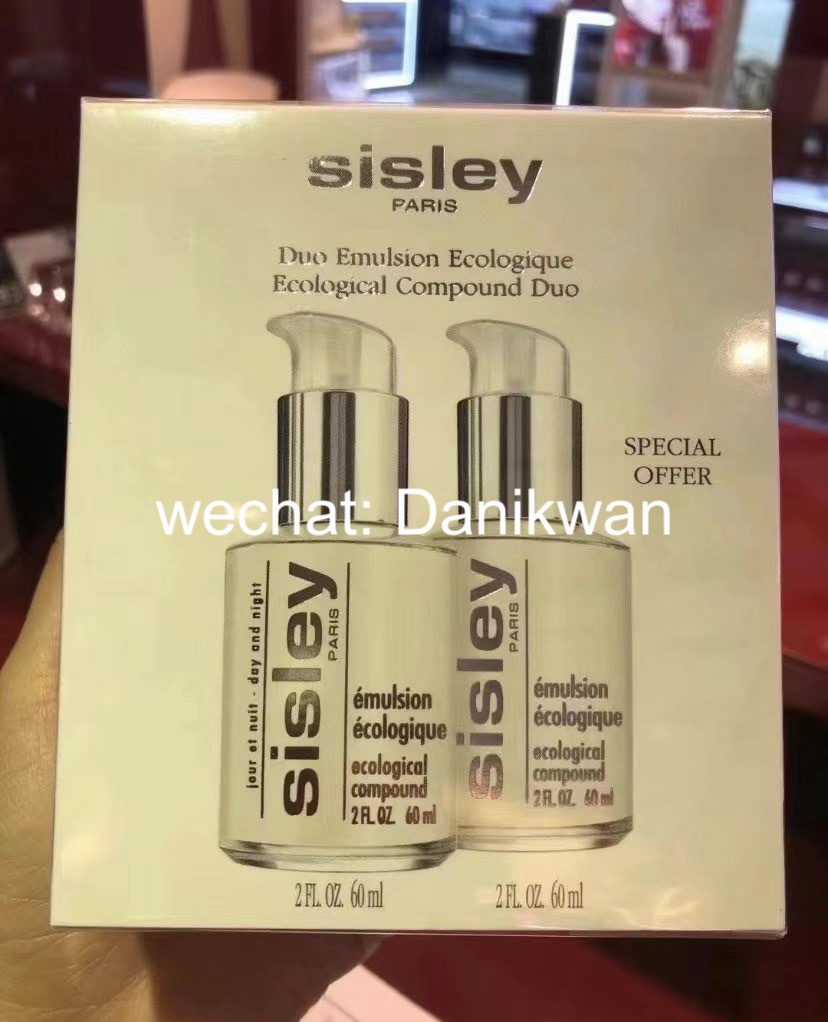 sisley
PARIS
Duo Emulsion Ecologique
Ecological Compound Duo
SPECIAL
OFFER
wechat: Danikwan
jour et nuit - day and night
sisley
PARIS
émulsion
écologique
ecological
compound
2 FL. OZ. 60 ml
sisley
PARIS
émulsion
écologique
ecological
compound
2 FL. OZ. 60 ml
2 FL. OZ. 60 ml
2 FL. OZ. 60 ml